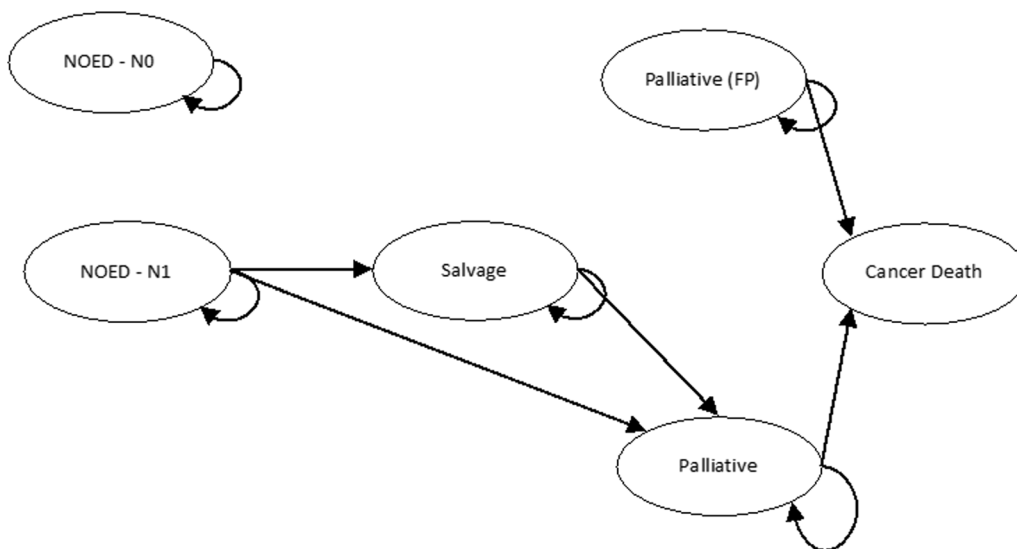 NOED - N0
Palliative (FP)
NOED - N1
Salvage
Cancer Death
Palliative